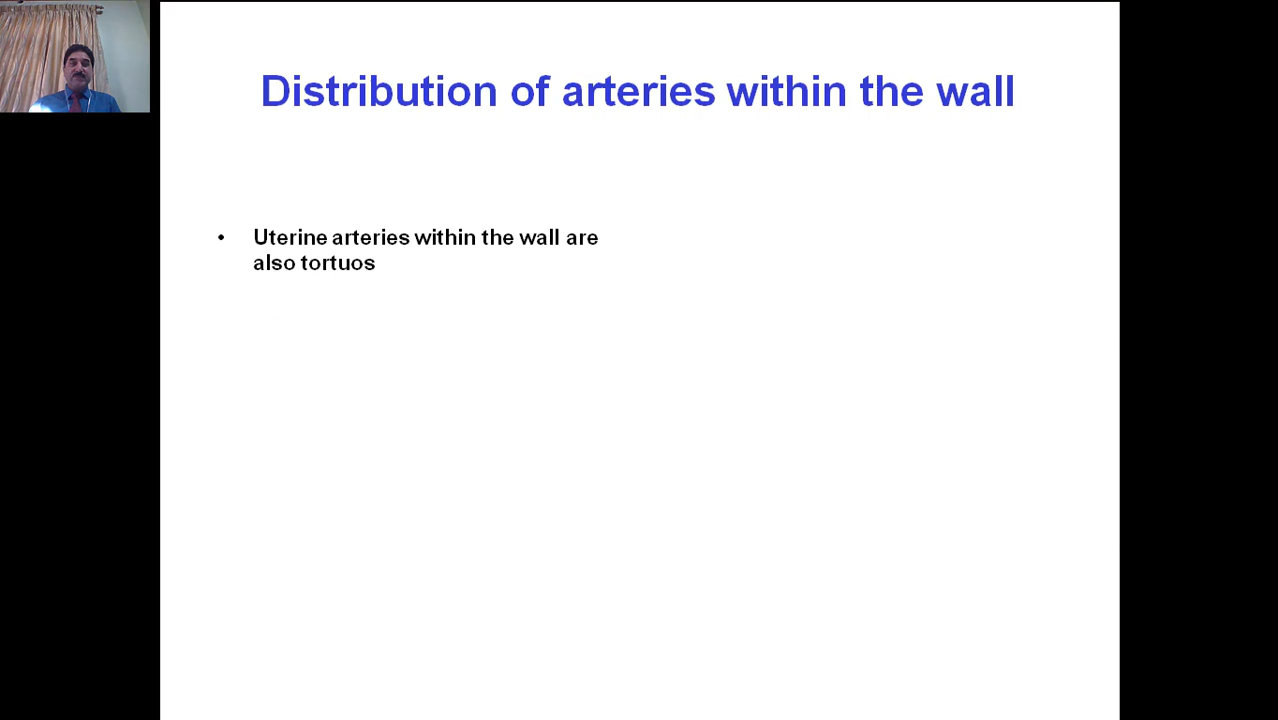 Distribution of arteries within the wall
• Uterine arteries within the wall are
also tortuos